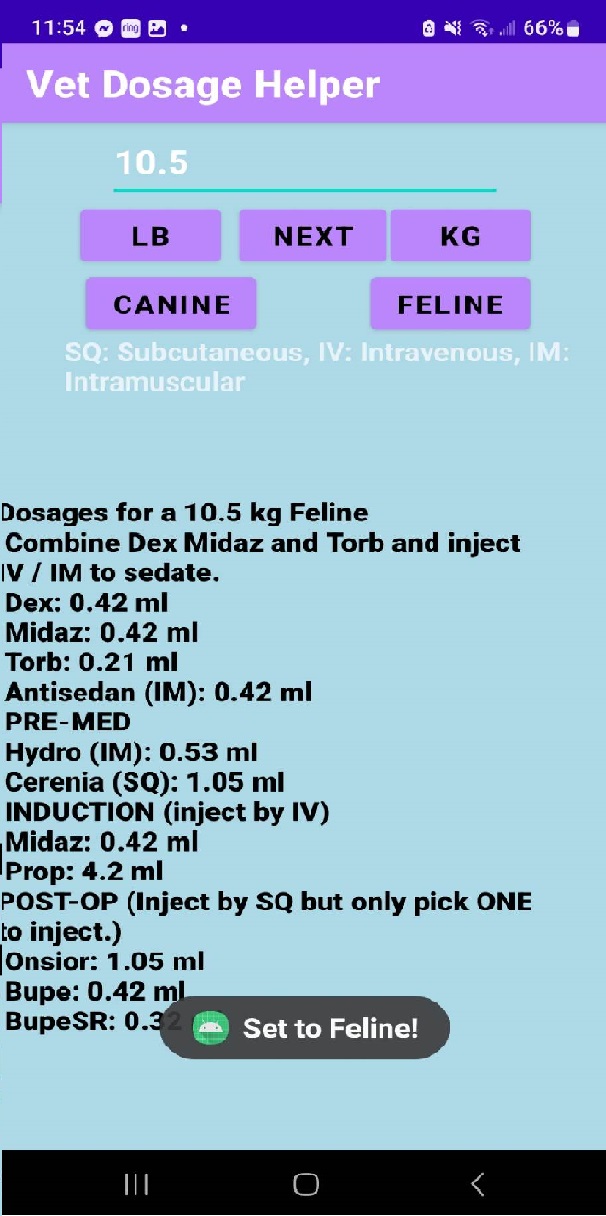 11:54 ring 66%
Vet Dosage Helper
10.5
LB NEXT KG
CANINE FELINE
SQ: Subcutaneous, IV: Intravenous, IM:
Intramuscular
Dosages for a 10.5 kg Feline
Combine Dex Midaz and Torb and inject
IV / IM to sedate.
Dex: 0.42 ml
Midaz: 0.42 ml
Torb: 0.21 ml
Antisedan (IM): 0.42 ml
PRE-MED
Hydro (IM): 0.53 ml
Cerenia (SQ): 1.05 ml
INDUCTION (inject by IV)
Midaz: 0.42 ml
Prop: 4.2 ml
POST-OP (Inject by SQ but only pick ONE
to inject.)
Onsior: 1.05 ml
Bupe: 0.42 ml
BupeSR: 0.32
Set to Feline!